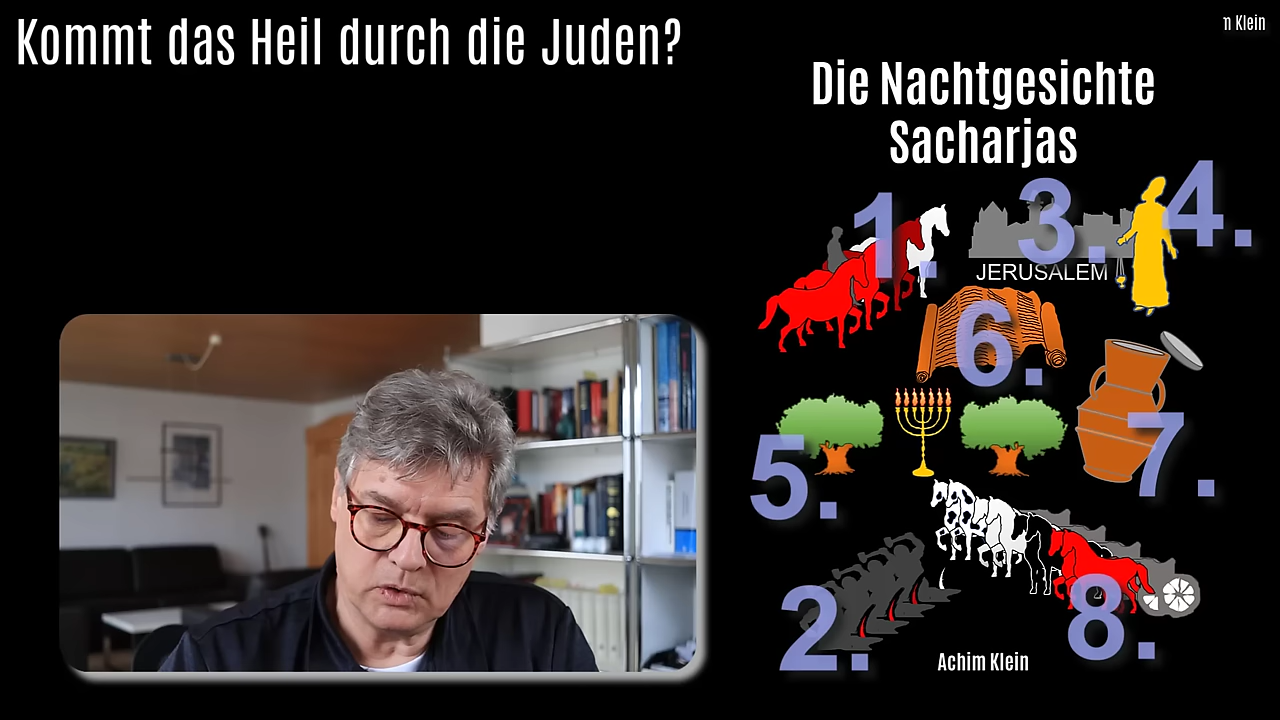 Kommt das Heil durch die Juden?
n Klein
Die Nachtgesichte
Sacharjas
1.
3.
4.
JERUSALEM
6.
5.
7.
2.
8.
Achim Klein